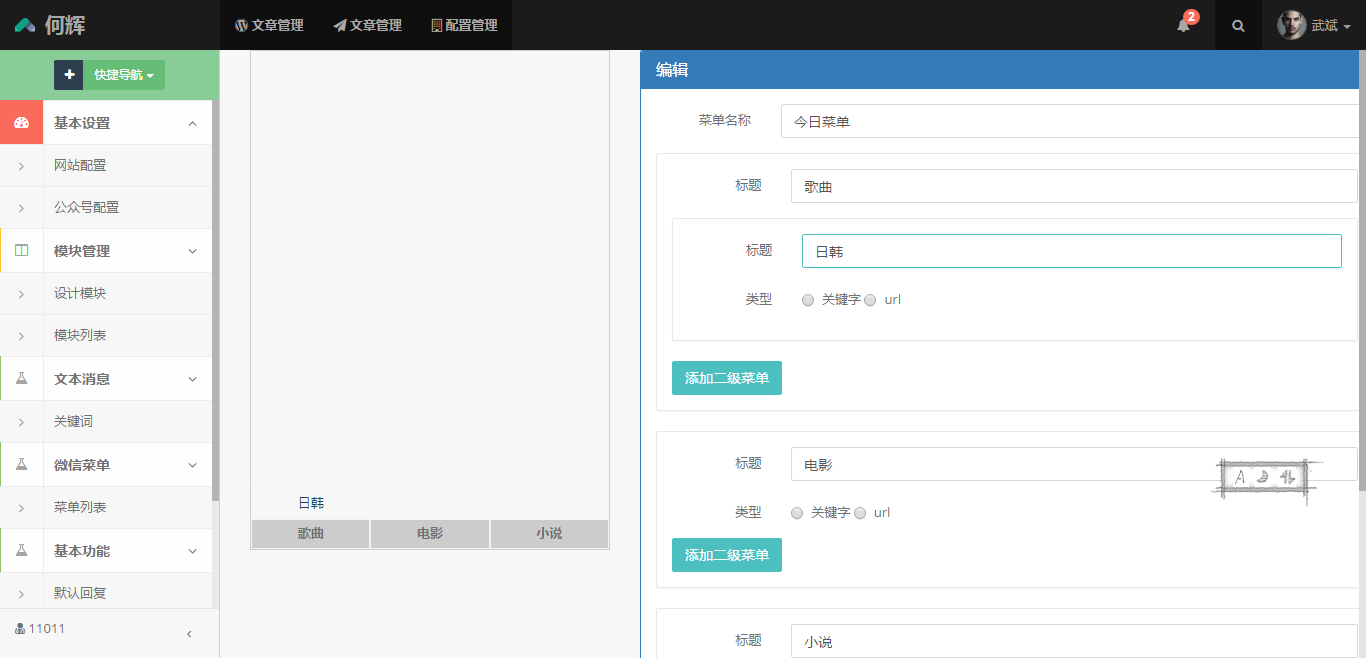 何辉
文章管理
文章管理
配置管理
2
武斌
快捷导航
基本设置
网站配置
公众号配置
模块管理
设计模块
模块列表
文本消息
关键词
微信菜单
菜单列表
基本功能
默认回复
11011
日韩
歌曲 电影 小说
编辑
菜单名称 今日菜单
标题 歌曲
标题 日韩
类型 关键字 url
添加二级菜单
标题 电影
类型 关键字 url
添加二级菜单
标题 小说